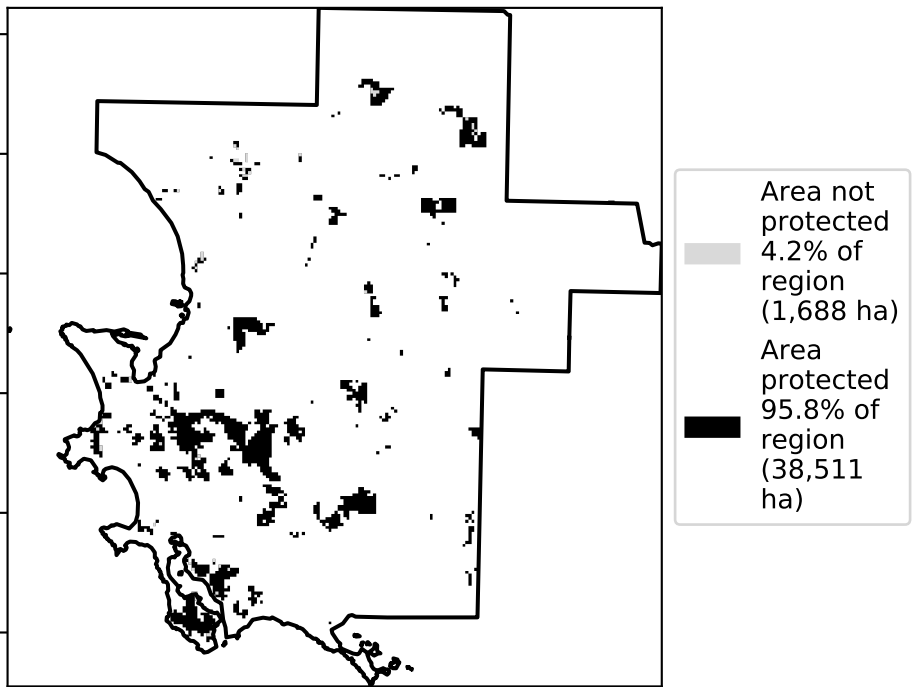 Area not
protected
4.2% of
region
(1,688 ha)
Area
protected
95.8% of
region
(38,511
ha)